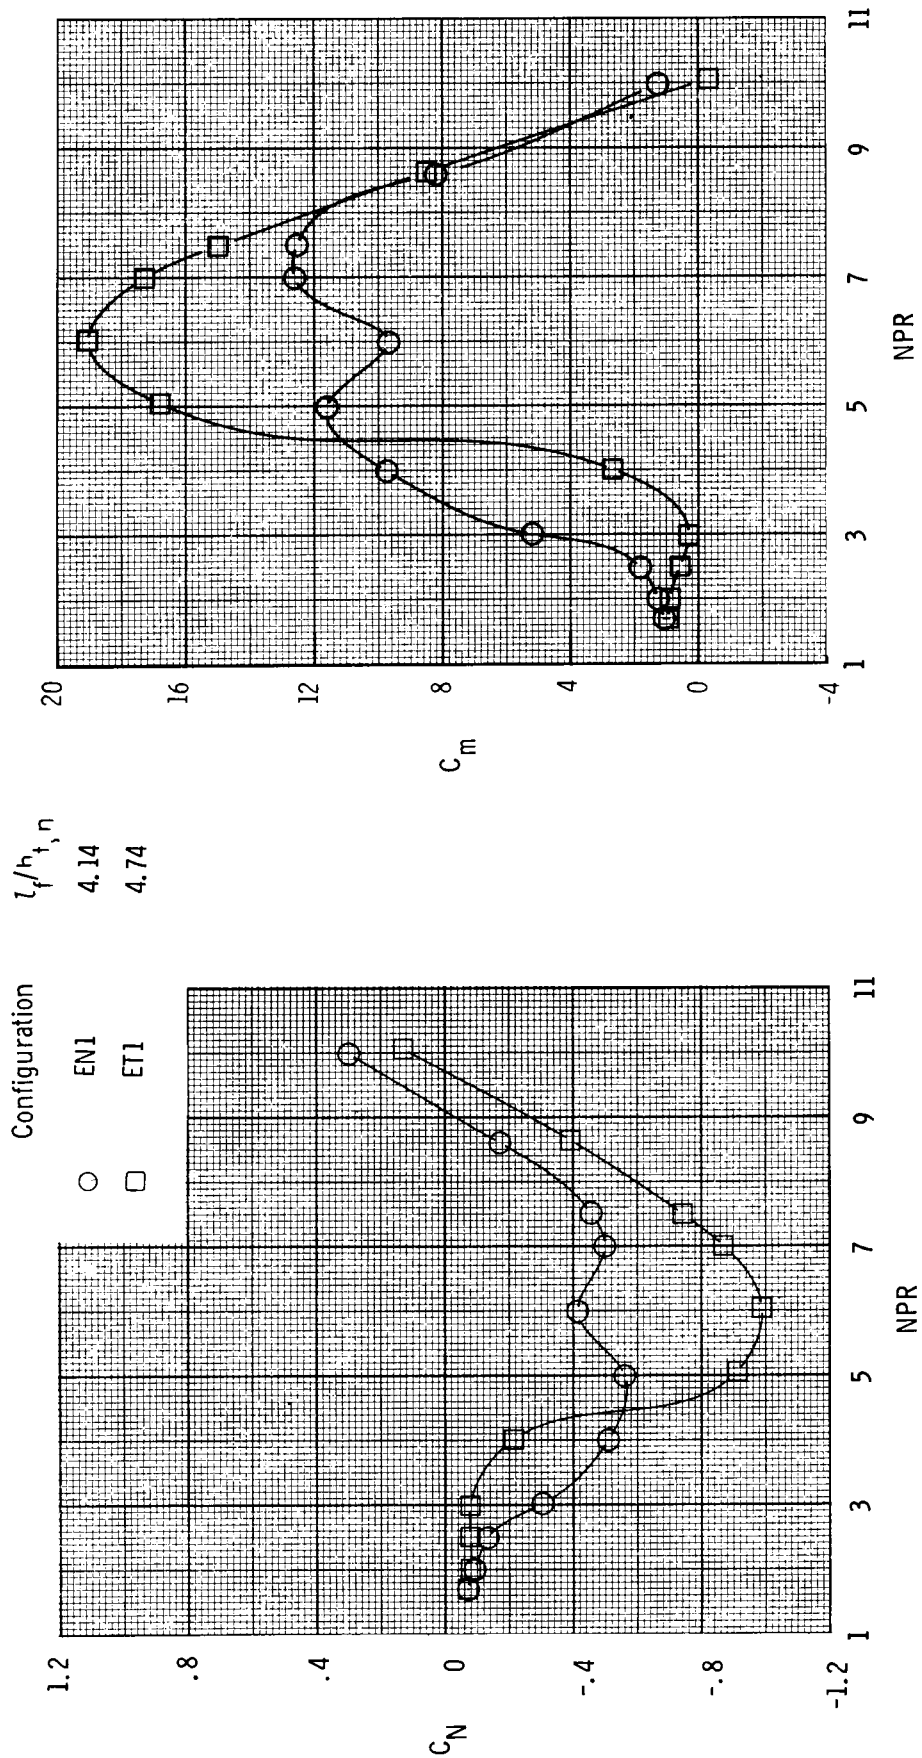 Configuration l_f/h_t,n
EN1 4.14
ET1 4.74
1.2
.8
.4
0
-.4
-.8
-1.2
C_N
1 3 5 7 9 11
NPR
20
16
12
8
4
0
-4
C_m
1 3 5 7 9 11
NPR